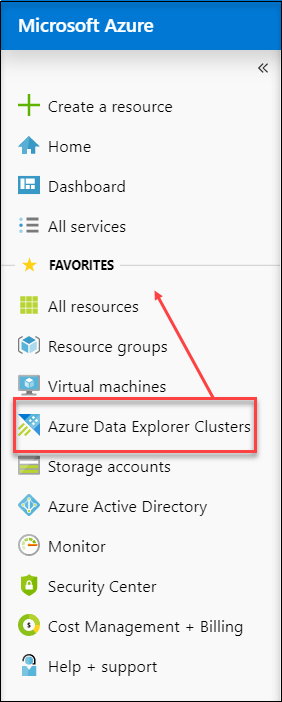 Microsoft Azure
«
Create a resource
Home
Dashboard
All services
FAVORITES
All resources
Resource groups
Virtual machines
Azure Data Explorer Clusters
Storage accounts
Azure Active Directory
Monitor
Security Center
Cost Management + Billing
Help + support